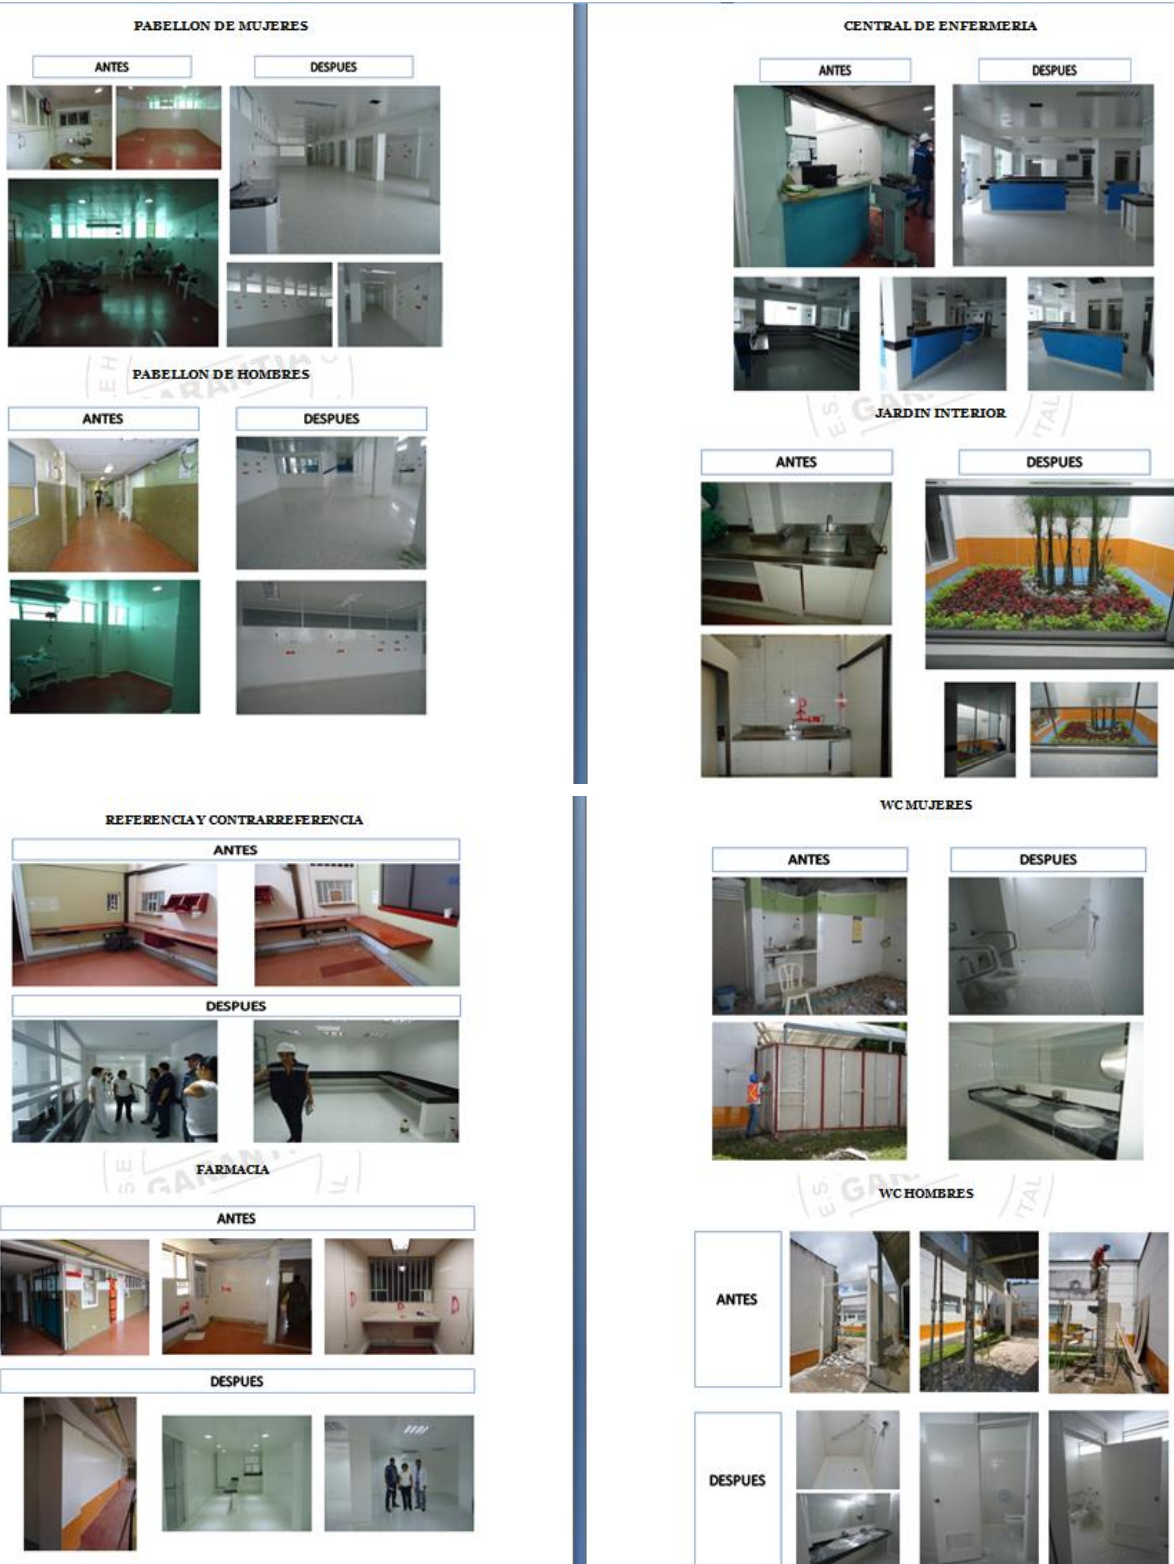 PABELLON DE MUJERES
ANTES
DESPUES
GARANTIA
PABELLON DE HOMBRES
ANTES
DESPUES
CENTRAL DE ENFERMERIA
ANTES
DESPUES
E.S.
JARDIN INTERIOR
ANTES
DESPUES
REFERENCIA Y CONTRARREFERENCIA
ANTES
DESPUES
E.S.E
FARMACIA
ANTES
DESPUES
WC MUJERES
ANTES
DESPUES
E.S.
WC HOMBRES
ANTES
DESPUES